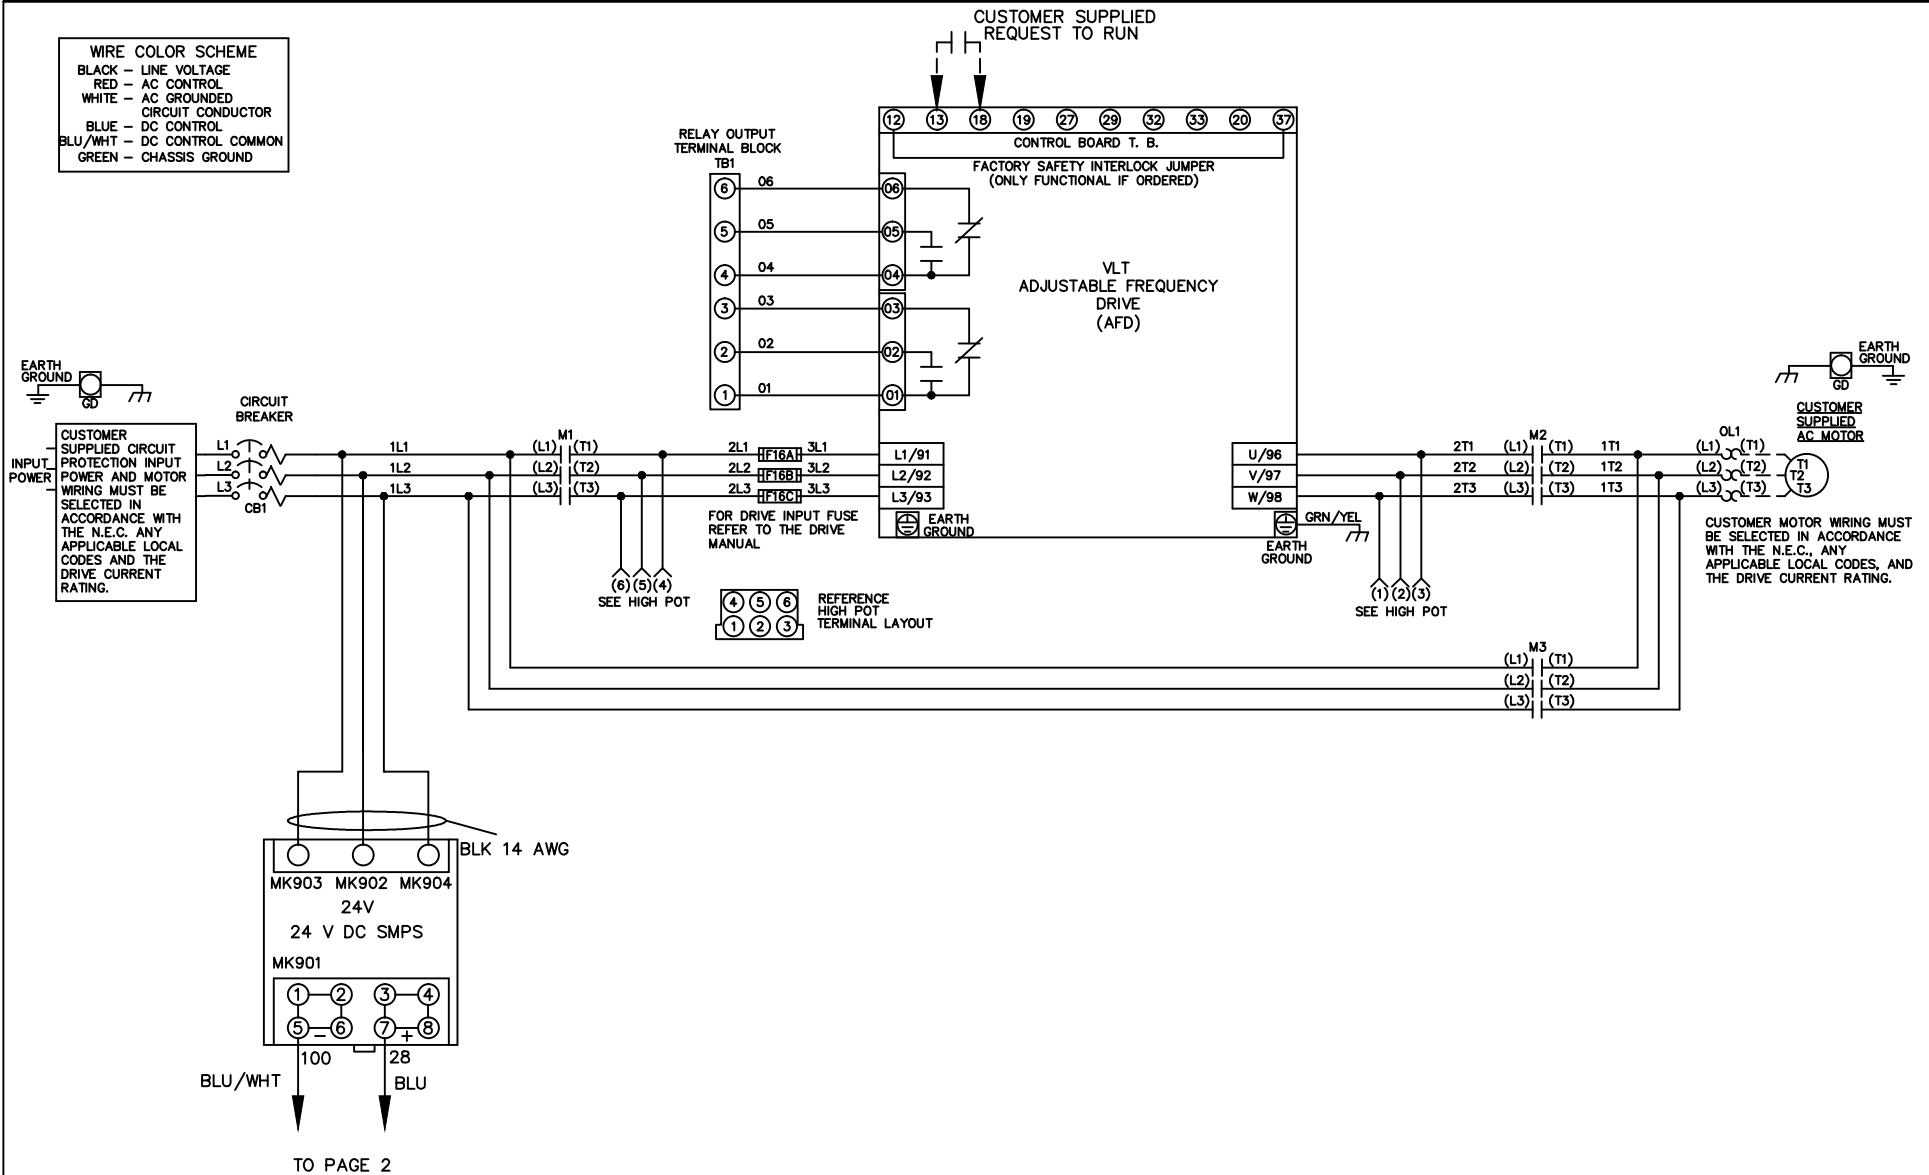 CUSTOMER SUPPLIED
REQUEST TO RUN
WIRE COLOR SCHEME
BLACK – LINE VOLTAGE
RED – AC CONTROL
WHITE – AC GROUNDED
CIRCUIT CONDUCTOR
BLUE – DC CONTROL
BLU/WHT – DC CONTROL COMMON
GREEN – CHASSIS GROUND
12 13 18 19 27 29 32 33 20 37
CONTROL BOARD T. B.
FACTORY SAFETY INTERLOCK JUMPER
(ONLY FUNCTIONAL IF ORDERED)
RELAY OUTPUT
TERMINAL BLOCK
TB1
6 06 06
5 05 05
4 04 04
3 03 03
2 02 02
1 01 01
VLT
ADJUSTABLE FREQUENCY
DRIVE
(AFD)
EARTH
GROUND
GD
CIRCUIT
BREAKER
INPUT
POWER
CUSTOMER
SUPPLIED CIRCUIT
PROTECTION INPUT
POWER AND MOTOR
WIRING MUST BE
SELECTED IN
ACCORDANCE WITH
THE N.E.C. ANY
APPLICABLE LOCAL
CODES AND THE
DRIVE CURRENT
RATING.
L1
L2
L3
CB1
1L1
1L2
1L3
M1
(L1) (T1)
(L2) (T2)
(L3) (T3)
2L1 F16A 3L1
2L2 F16B 3L2
2L3 F16C 3L3
L1/91
L2/92
L3/93
FOR DRIVE INPUT FUSE
REFER TO THE DRIVE
MANUAL
EARTH
GROUND
(6) (5) (4)
SEE HIGH POT
4 5 6
1 2 3
REFERENCE
HIGH POT
TERMINAL LAYOUT
U/96
V/97
W/98
GRN/YEL
EARTH
GROUND
(1) (2) (3)
SEE HIGH POT
2T1
2T2
2T3
M2
(L1) (T1)
(L2) (T2)
(L3) (T3)
1T1
1T2
1T3
EARTH
GROUND
GD
CUSTOMER
SUPPLIED
AC MOTOR
OL1
(L1) (T1)
(L2) (T2)
(L3) (T3)
T1
T2
T3
CUSTOMER MOTOR WIRING MUST
BE SELECTED IN ACCORDANCE
WITH THE N.E.C., ANY
APPLICABLE LOCAL CODES, AND
THE DRIVE CURRENT RATING.
M3
(L1) (T1)
(L2) (T2)
(L3) (T3)
BLK 14 AWG
MK903 MK902 MK904
24V
24 V DC SMPS
MK901
1 2 3 4
5 – 6 7 + 8
100 28
BLU/WHT BLU
TO PAGE 2